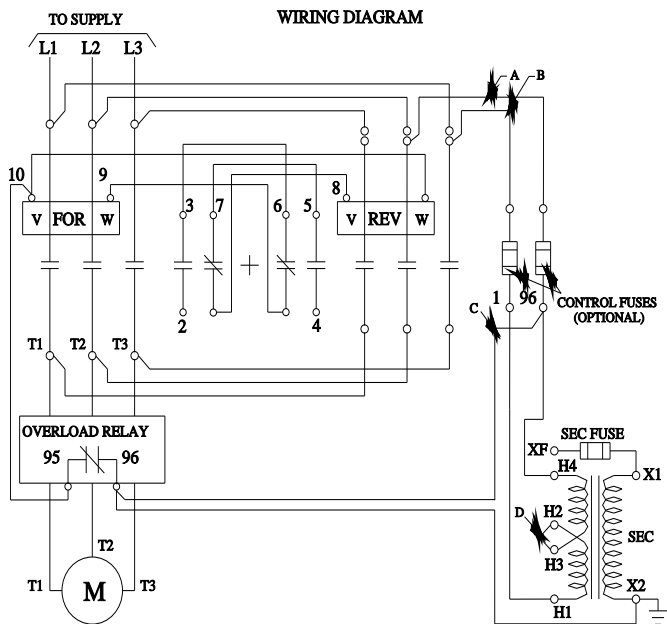 WIRING DIAGRAM
TO SUPPLY
L1 L2 L3
A B
10 9 8
3 7 6 5
V FOR W
V REV W
2 4
1 96
C
CONTROL FUSES
(OPTIONAL)
T1 T2 T3
OVERLOAD RELAY
95 96
SEC FUSE
XF
H4 X1
D H2
SEC
H3
T2
T1 M T3
X2
H1